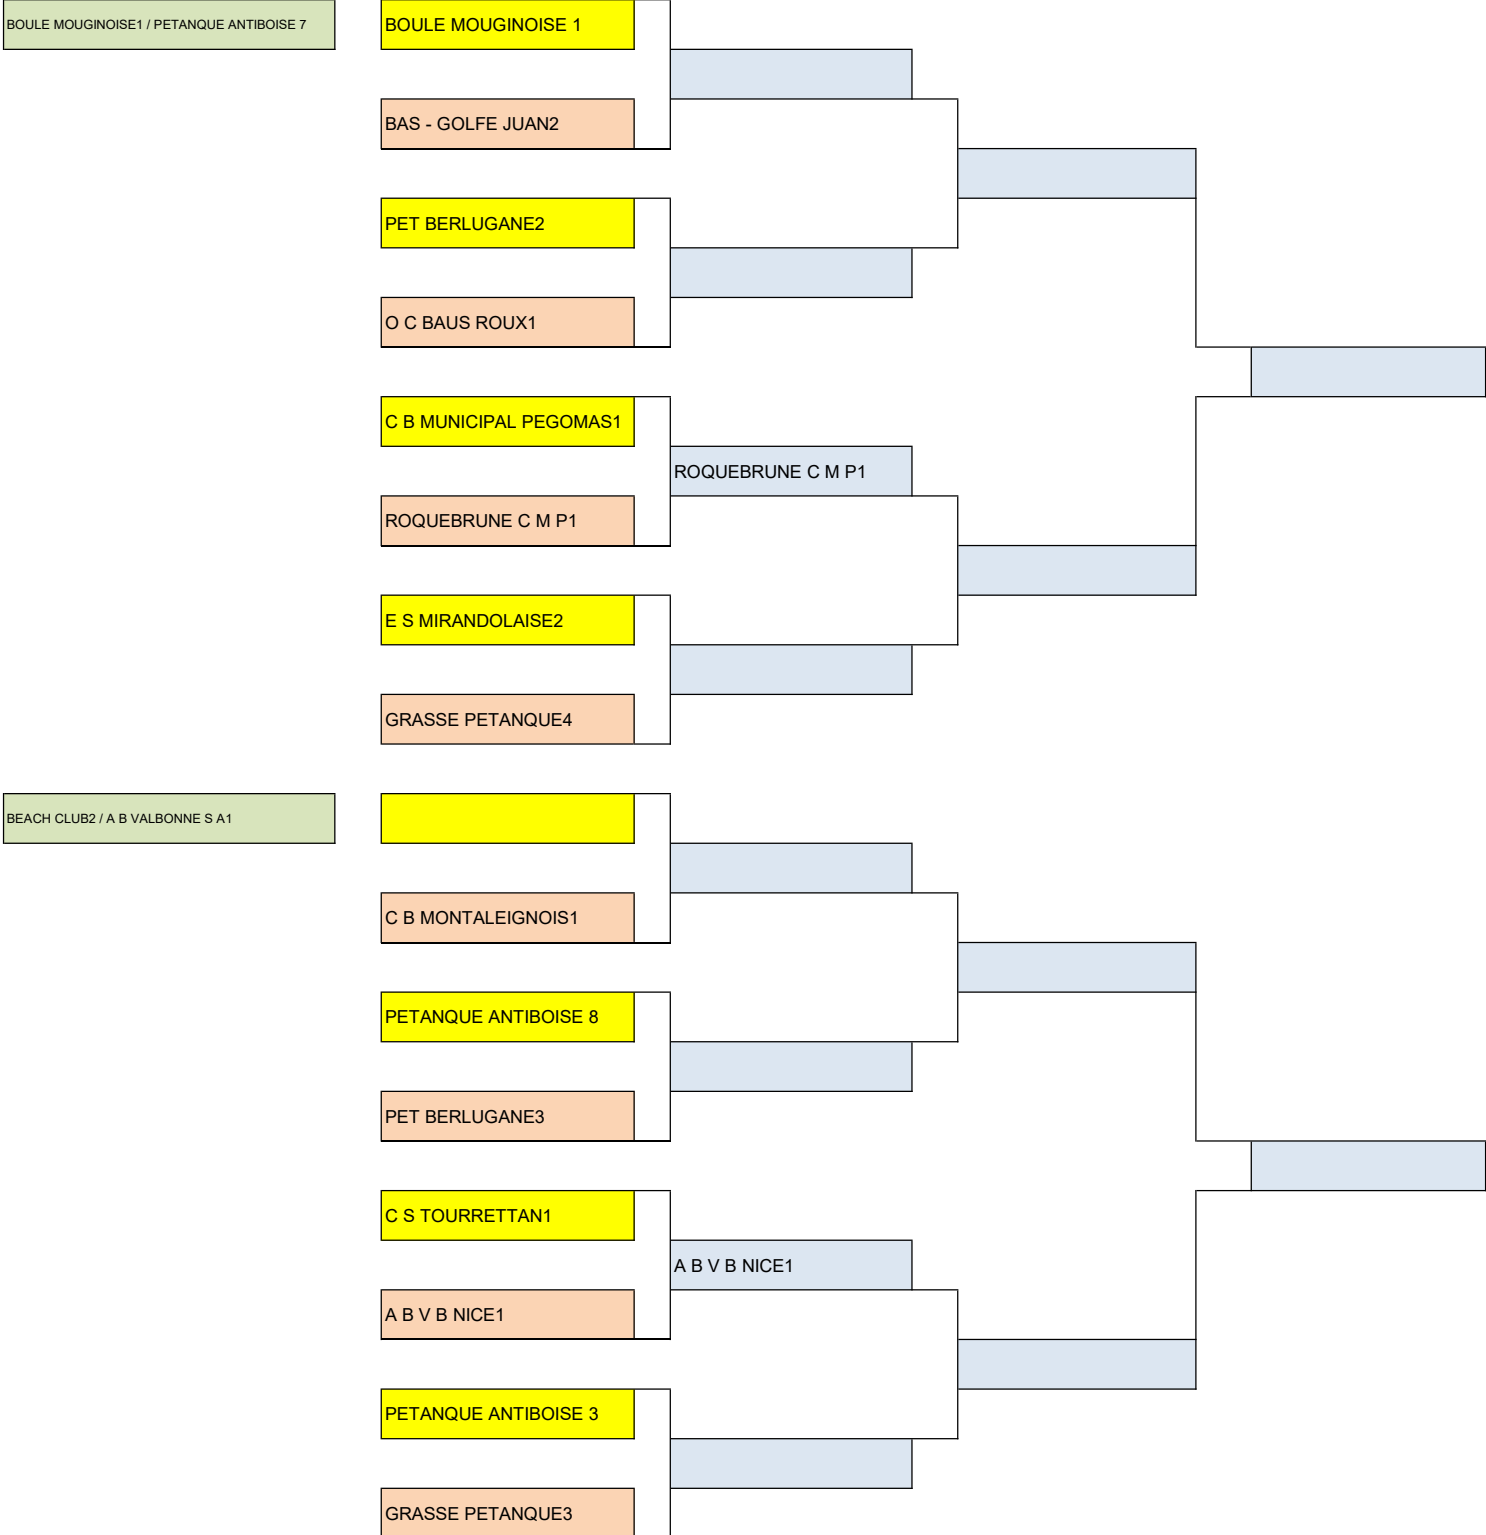 BOULE MOUGINOISE1 / PETANQUE ANTIBOISE 7
BOULE MOUGINOISE 1
BAS - GOLFE JUAN2
PET BERLUGANE2
O C BAUS ROUX1
C B MUNICIPAL PEGOMAS1
ROQUEBRUNE C M P1
ROQUEBRUNE C M P1
E S MIRANDOLAISE2
GRASSE PETANQUE4
BEACH CLUB2 / A B VALBONNE S A1
C B MONTALEIGNOIS1
PETANQUE ANTIBOISE 8
PET BERLUGANE3
C S TOURRETTAN1
A B V B NICE1
A B V B NICE1
PETANQUE ANTIBOISE 3
GRASSE PETANQUE3